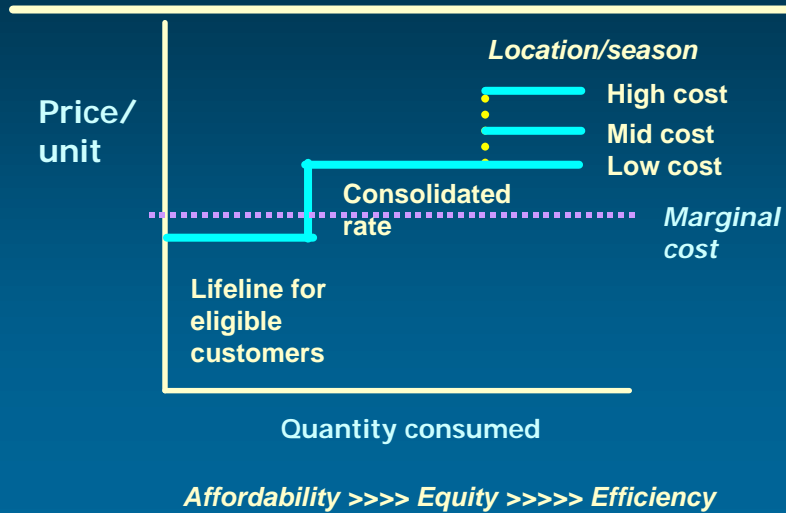 Location/season
Price/
unit
High cost
Mid cost
Low cost
Consolidated
rate
Marginal
cost
Lifeline for
eligible
customers
Quantity consumed
Affordability >>>> Equity >>>>> Efficiency